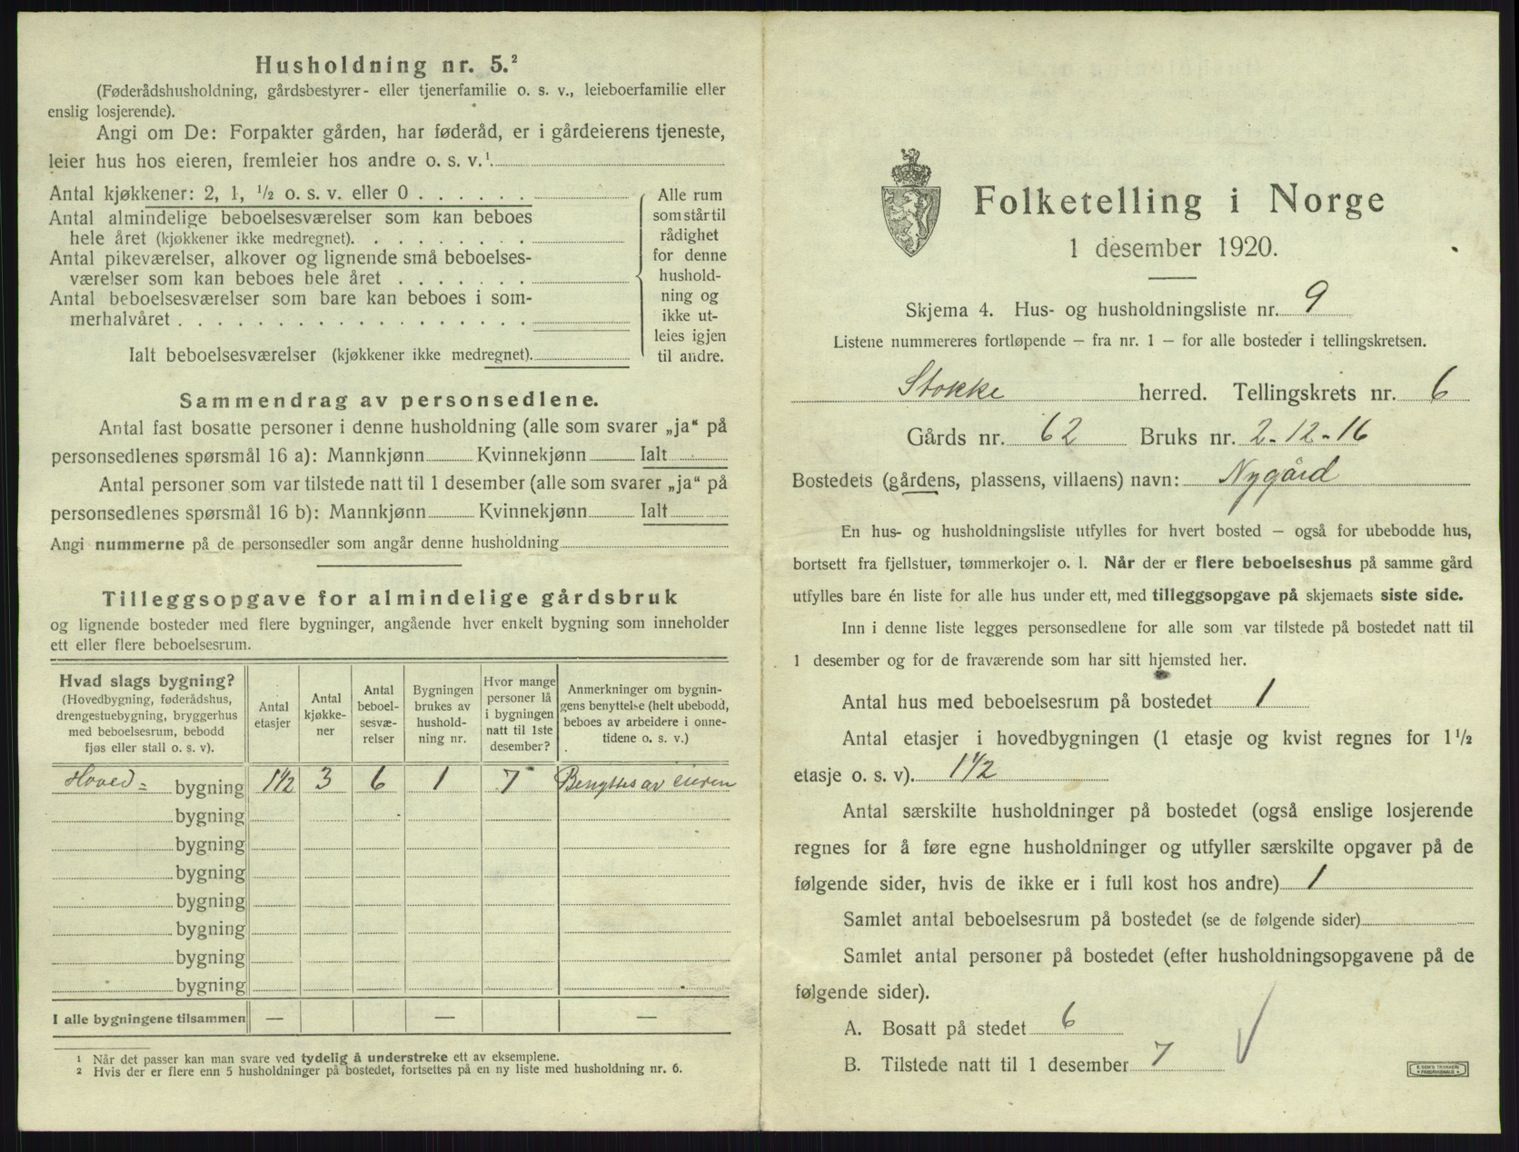 Husholdning nr. 5.²
(Føderådshusholdning, gårdsbestyrer- eller tjenerfamilie o. s. v., leieboerfamilie eller
enslig losjerende).
Angi om De: Forpakter gården, har føderåd, er i gårdeierens tjeneste,
leier hus hos eieren, fremleier hos andre o. s. v.¹
Antal kjøkkener: 2, 1, ½ o. s. v. eller 0
Antal almindelige beboelsesværelser som kan beboes
hele året (kjøkkener ikke medregnet)
Antal pikeværelser, alkover og lignende små beboelses-
værelser som kan beboes hele året
Antal beboelsesværelser som bare kan beboes i som-
merhalvåret
Ialt beboelsesværelser (kjøkkener ikke medregnet)
Alle rum
som står til
rådighet
for denne
hushold-
ning og
ikke ut-
leies igjen
til andre.
Sammendrag av personsedlene.
Antal fast bosatte personer i denne husholdning (alle som svarer „ja“ på
personsedlenes spørsmål 16 a): Mannkjønn Kvinnekjønn Ialt
Antal personer som var tilstede natt til 1 desember (alle som svarer „ja“ på
personsedlenes spørsmål 16 b): Mannkjønn Kvinnekjønn Ialt
Angi nummerne på de personsedler som angår denne husholdning
Tilleggsopgave for almindelige gårdsbruk
og lignende bosteder med flere bygninger, angående hver enkelt bygning som inneholder
ett eller flere beboelsesrum.
Hvad slags bygning?
(Hovedbygning, føderådshus,
drengestuebygning, bryggerhus
med beboelsesrum, bebodd
fjøs eller stall o. s. v).
Antal
etasjer
Antal
kjøkke-
ner
Antal
beboel-
sesvæ-
relser
Bygningen
brukes av
hushold-
ning nr.
Hvor mange
personer lå
i bygningen
natt til 1ste
desember?
Anmerkninger om bygnin-
gens benyttelse (helt ubebodd,
beboes av arbeidere i onne-
tidene o. s. v.)
Hoved= bygning 1½ 3 6 1 7 Benyttes av eieren
bygning
bygning
bygning
bygning
bygning
bygning
bygning
I alle bygningene tilsammen — — —
¹ Når det passer kan man svare ved tydelig å understreke ett av eksemplene.
² Hvis der er flere enn 5 husholdninger på bostedet, fortsettes på en ny liste med husholdning nr. 6.
Folketelling i Norge
1 desember 1920.
Skjema 4. Hus- og husholdningsliste nr. 9
Listene nummereres fortløpende – fra nr. 1 – for alle bosteder i tellingskretsen.
Stokke herred. Tellingskrets nr. 6
Gårds nr. 62 Bruks nr. 2-12-16
Bostedets (gårdens, plassens, villaens) navn: Nygård
En hus- og husholdningsliste utfylles for hvert bosted – også for ubebodde hus,
bortsett fra fjellstuer, tømmerkojer o. l. Når der er flere beboelseshus på samme gård
utfylles bare én liste for alle hus under ett, med tilleggsopgave på skjemaets siste side.
Inn i denne liste legges personsedlene for alle som var tilstede på bostedet natt til
1 desember og for de fraværende som har sitt hjemsted her.
Antal hus med beboelsesrum på bostedet 1
Antal etasjer i hovedbygningen (1 etasje og kvist regnes for 1½
etasje o. s. v). 1½
Antal særskilte husholdninger på bostedet (også enslige losjerende
regnes for å føre egne husholdninger og utfyller særskilte opgaver på de
følgende sider, hvis de ikke er i full kost hos andre) 1
Samlet antal beboelsesrum på bostedet (se de følgende sider)
Samlet antal personer på bostedet (efter husholdningsopgavene på de
følgende sider).
A. Bosatt på stedet 6
B. Tilstede natt til 1 desember 7